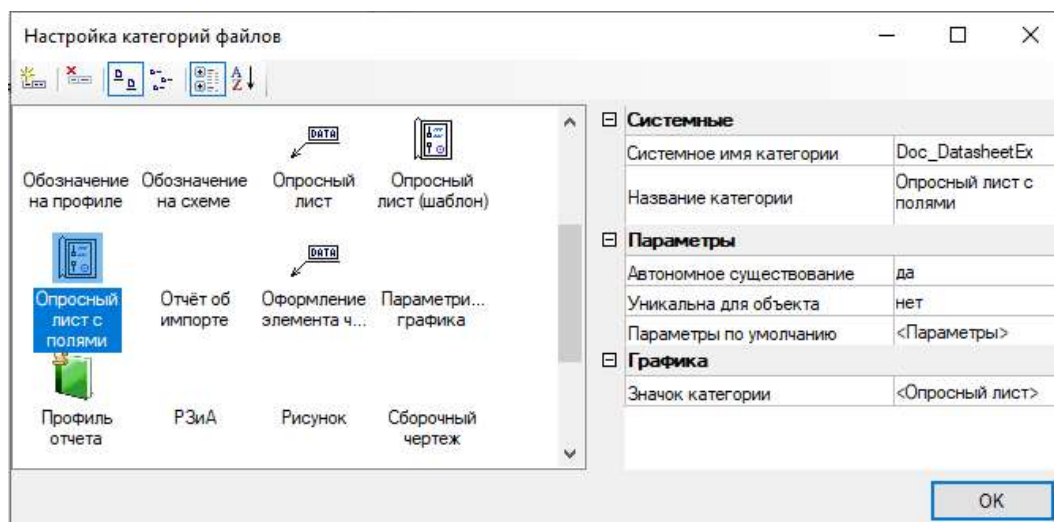 Настройка категорий файлов
DATA
Обозначение Обозначение Опросный Опросный
на профиле на схеме лист лист (шаблон)
DATA
Опросный Отчёт об Оформление Параметри...
лист с импорте элемента ч... графика
полями
Профиль РЗиА Рисунок Сборочный
отчета чертеж
Системные
Системное имя категории Doc_DatasheetEx
Название категории Опросный лист с
полями
Параметры
Автономное существование да
Уникальна для объекта нет
Параметры по умолчанию <Параметры>
Графика
Значок категории <Опросный лист>
OK